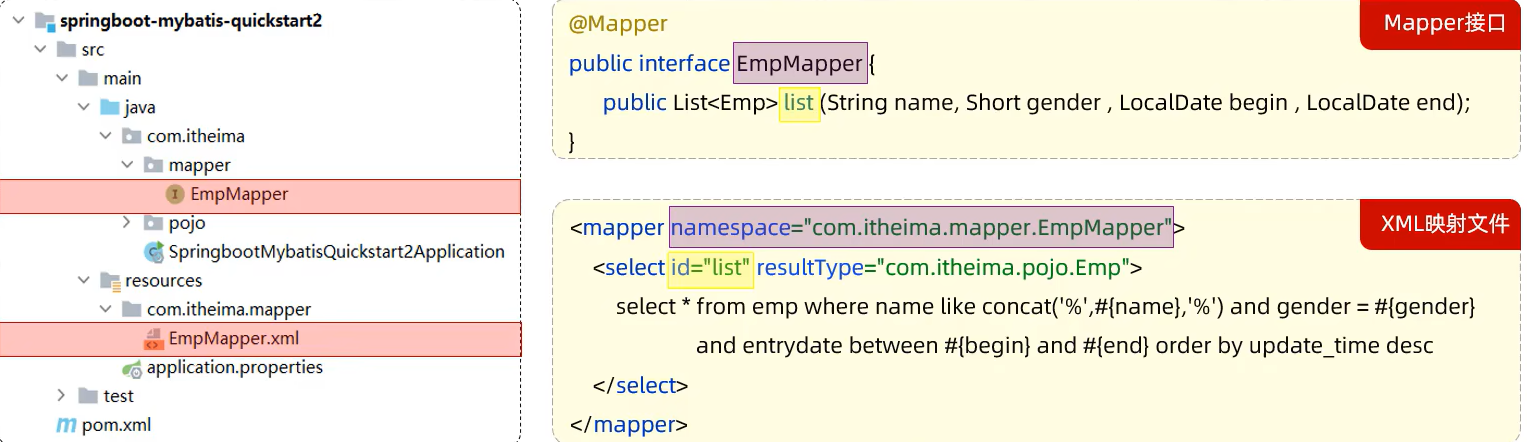 springboot-mybatis-quickstart2
src
main
java
com.itheima
mapper
EmpMapper
pojo
SpringbootMybatisQuickstart2Application
resources
com.itheima.mapper
EmpMapper.xml
application.properties
test
pom.xml
Mapper接口
@Mapper
public interface EmpMapper {
public List<Emp> list (String name, Short gender , LocalDate begin , LocalDate end);
}
XML映射文件
<mapper namespace="com.itheima.mapper.EmpMapper">
<select id="list" resultType="com.itheima.pojo.Emp">
select * from emp where name like concat('%',#{name},'%') and gender = #{gender}
and entrydate between #{begin} and #{end} order by update_time desc
</select>
</mapper>